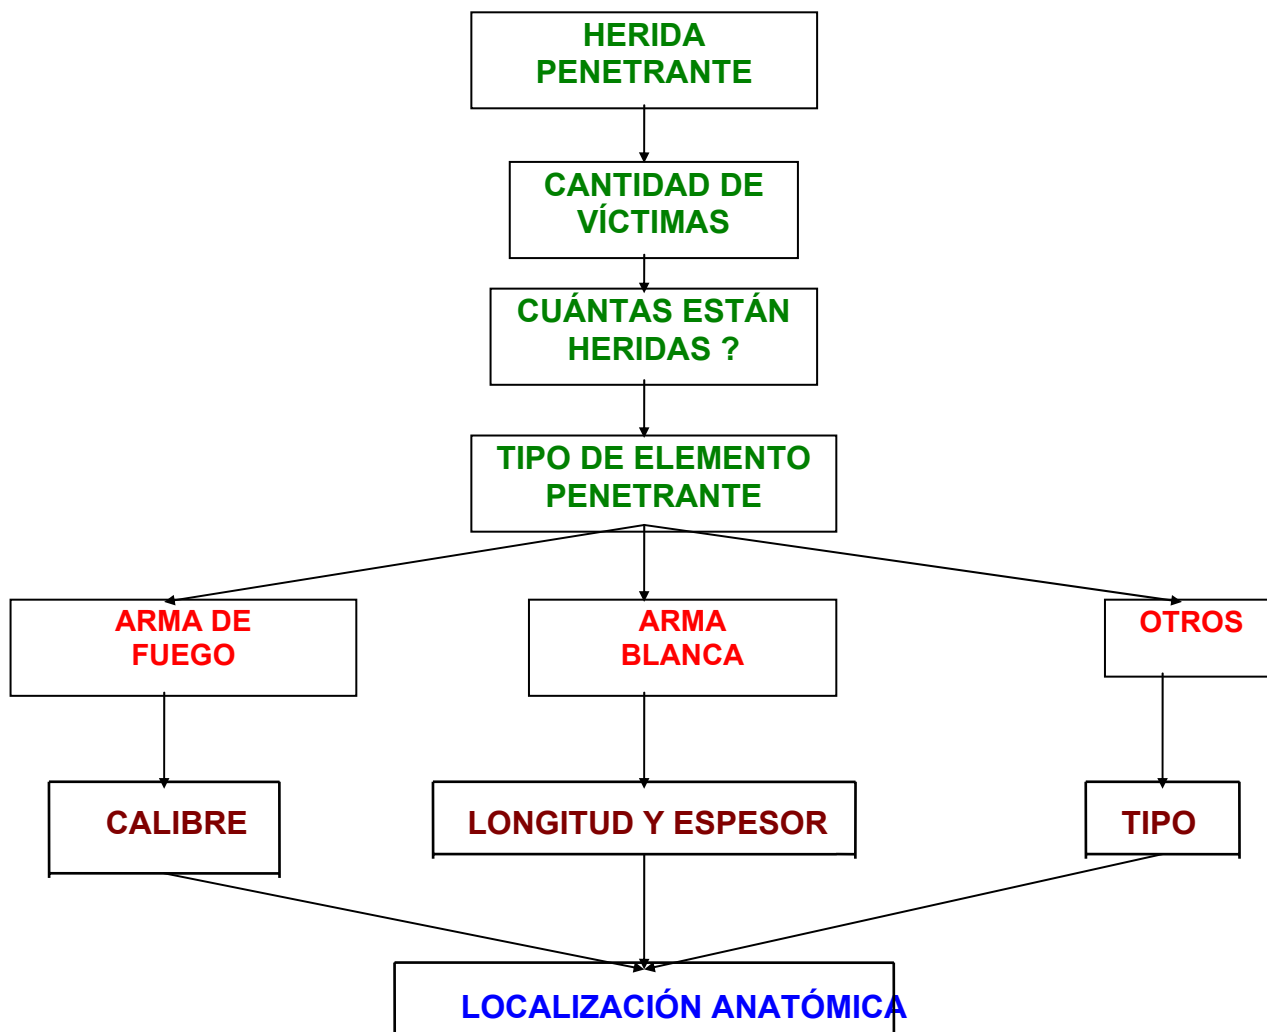 HERIDA
PENETRANTE
CANTIDAD DE
VÍCTIMAS
CUÁNTAS ESTÁN
HERIDAS ?
TIPO DE ELEMENTO
PENETRANTE
ARMA DE
FUEGO
ARMA
BLANCA
OTROS
CALIBRE
LONGITUD Y ESPESOR
TIPO
LOCALIZACIÓN ANATÓMICA